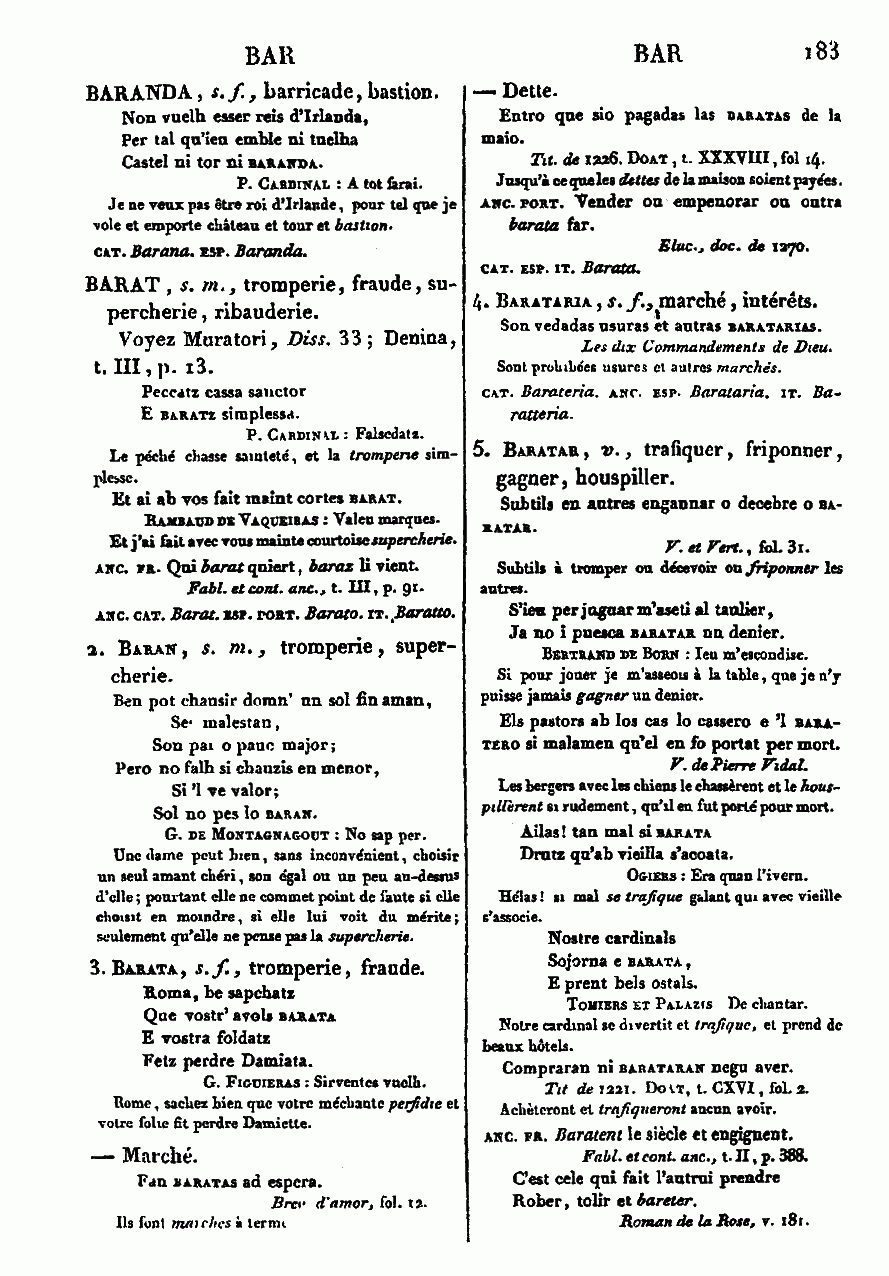 BAR
BARANDA, s. f., barricade, bastion.
Non vuelh esser reis d'Irlanda,
Per tal qu'ieu emble ni tuelha
Castel ni tor ni BARANDA.
P. CARDINAL : A tot farai.
Je ne veux pas être roi d'Irlande, pour tel que je
vole et emporte château et tour et bastion.
CAT. Barana. ESP. Baranda.
BARAT, s. m., tromperie, fraude, su-
percherie, ribauderie.
Voyez Muratori, Diss. 33 ; Denina,
t. III, p. 13.
Peccatz cassa sanctor
E BARATZ simplessa.
P. CARDINAL : Falsedatz.
Le péché chasse sainteté, et la tromperie sim-
plesse.
Et ai ab vos fait maint cortes BARAT.
RAMBAUD DE VAQUEIRAS : Valen marques.
Et j'ai fait avec vous mainte courtoise supercherie.
ANC. FR. Qui barat quiert, baraz li vient.
Fabl. et cont. anc., t. III, p. 91.
ANC. CAT. Barat. ESP. PORT. Barato. IT. Baratto.
2. BARAN, s. m., tromperie, super-
cherie.
Ben pot chausir domn' un sol fin aman,
Se malestan,
Son par o pauc major;
Pero no falh si chauzis en menor,
Si 'l ve valor;
Sol no pes lo BARAN.
G. DE MONTAGNAGOUT : No sap per.
Une dame peut bien, sans inconvénient, choisir
un seul amant chéri, son égal ou un peu au-dessus
d'elle; pourtant elle ne commet point de faute si elle
choisit en moindre, si elle lui voit du mérite;
seulement qu'elle ne pense pas la supercherie.
3. BARATA, s. f., tromperie, fraude.
Roma, be sapchatz
Que vostr' avols BARATA
E vostra foldatz
Fetz perdre Damiata.
G. FIGUIERAS : Sirventes vuelh.
Rome, sachez bien que votre méchante perfidie et
votre folie fit perdre Damiette.
— Marché.
Fan BARATAS ad espera.
Brev. d'amor, fol. 12.
Ils font marchés à terme
BAR 183
— Dette.
Entro que sio pagadas las BARATAS de la
maio.
Tit. de 1226. DOAT, t. XXXVIII, fol 14.
Jusqu'à ce que les dettes de la maison soient payées.
ANC. PORT. Vender ou empenorar ou outra
barata far.
Eluc., doc. de 1270.
CAT. ESP. IT. Barata.
4. BARATARIA, s. f., marché, intérêts.
Son vedadas usuras et autras BARATARIAS.
Les dix Commandements de Dieu.
Sont prohibées usures et autres marchés.
CAT. Barateria. ANC. ESP. Barataria. IT. Ba-
ratteria.
5. BARATAR, v., trafiquer, friponner,
gagner, houspiller.
Subtils en autres engannar o decebre o BA-
RATAR.
V. et Vert., fol. 31.
Subtils à tromper ou décevoir ou friponner les
autres.
S'ieu per joguar m'aseti al taulier,
Ja no i puesca BARATAR un denier.
BERTRAND DE BORN : Ieu m'escondisc.
Si pour jouer je m'asseois à la table, que je n'y
puisse jamais gagner un denier.
Els pastors ab los cas lo cassero e 'l BARA-
TERO si malamen qu'el en fo portat per mort.
V. de Pierre Vidal.
Les bergers avec les chiens le chassèrent et le hous-
pillèrent si rudement, qu'il en fut porté pour mort.
Ailas! tan mal si BARATA
Drutz qu'ab vieilla s'acoata.
OGIERS : Era quan l'ivern.
Hélas! si mal se trafique galant qui avec vieille
s'associe.
Nostre cardinals
Sojorna e BARATA,
E prent bels ostals.
TOMIERS ET PALAZIS De chantar.
Notre cardinal se divertit et trafique, et prend de
beaux hôtels.
Compraran ni BARATARAN negu aver.
Tit de 1221. DOAT, t. CXVI, fol. 2.
Achèteront et trafiqueront aucun avoir.
ANC. FR. Baratent le siècle et engignent.
Fabl. et cont. anc., t. II, p. 388.
C'est cele qui fait l'autrui prendre
Rober, tolir et bareter.
Roman de la Rose, v. 181.